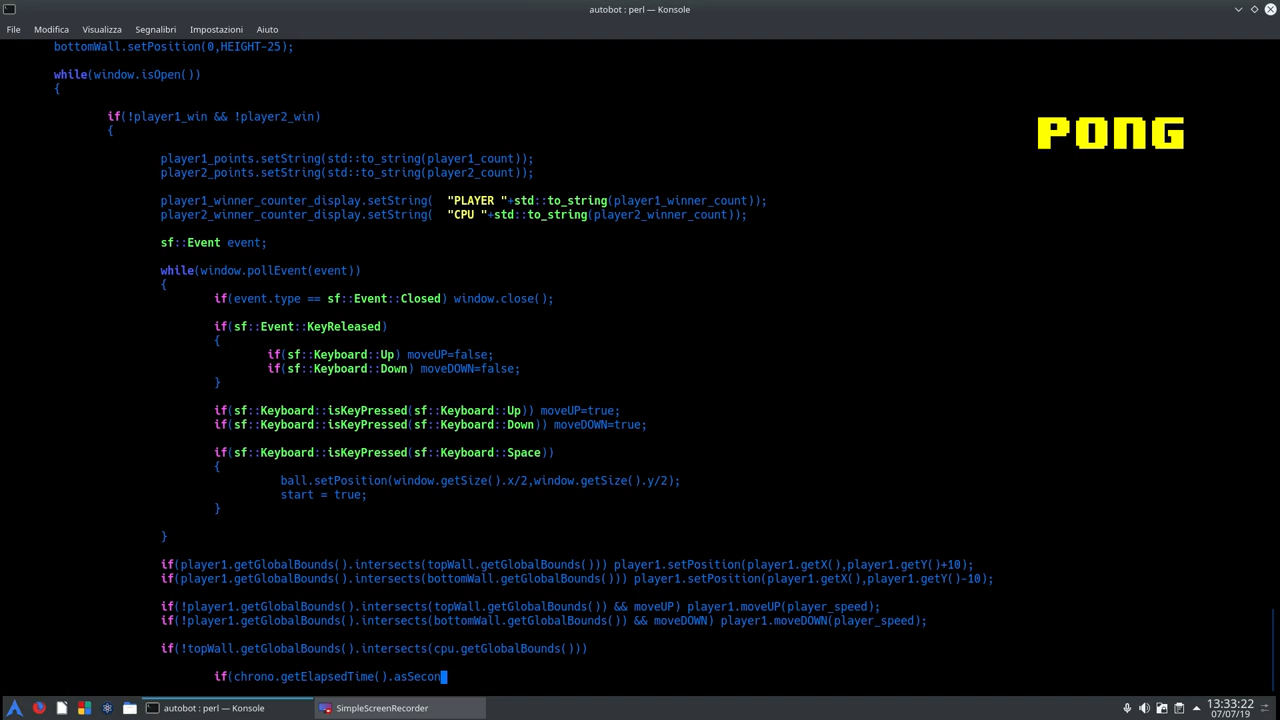 autobot : perl — Konsole
File Modifica Visualizza Segnalibri Impostazioni Aiuto
bottomWall.setPosition(0,HEIGHT-25);
while(window.isOpen())
{
if(!player1_win && !player2_win)
{
PONG
player1_points.setString(std::to_string(player1_count));
player2_points.setString(std::to_string(player2_count));
player1_winner_counter_display.setString(  "PLAYER "+std::to_string(player1_winner_count));
player2_winner_counter_display.setString(  "CPU "+std::to_string(player2_winner_count));
sf::Event event;
while(window.pollEvent(event))
{
if(event.type == sf::Event::Closed) window.close();
if(sf::Event::KeyReleased)
{
if(sf::Keyboard::Up) moveUP=false;
if(sf::Keyboard::Down) moveDOWN=false;
}
if(sf::Keyboard::isKeyPressed(sf::Keyboard::Up)) moveUP=true;
if(sf::Keyboard::isKeyPressed(sf::Keyboard::Down)) moveDOWN=true;
if(sf::Keyboard::isKeyPressed(sf::Keyboard::Space))
{
ball.setPosition(window.getSize().x/2,window.getSize().y/2);
start = true;
}
}
if(player1.getGlobalBounds().intersects(topWall.getGlobalBounds())) player1.setPosition(player1.getX(),player1.getY()+10);
if(player1.getGlobalBounds().intersects(bottomWall.getGlobalBounds())) player1.setPosition(player1.getX(),player1.getY()-10);
if(!player1.getGlobalBounds().intersects(topWall.getGlobalBounds()) && moveUP) player1.moveUP(player_speed);
if(!player1.getGlobalBounds().intersects(bottomWall.getGlobalBounds()) && moveDOWN) player1.moveDOWN(player_speed);
if(!topWall.getGlobalBounds().intersects(cpu.getGlobalBounds()))
if(chrono.getElapsedTime().asSecon
autobot : perl — Konsole
SimpleScreenRecorder
13:33:22
07/07/19